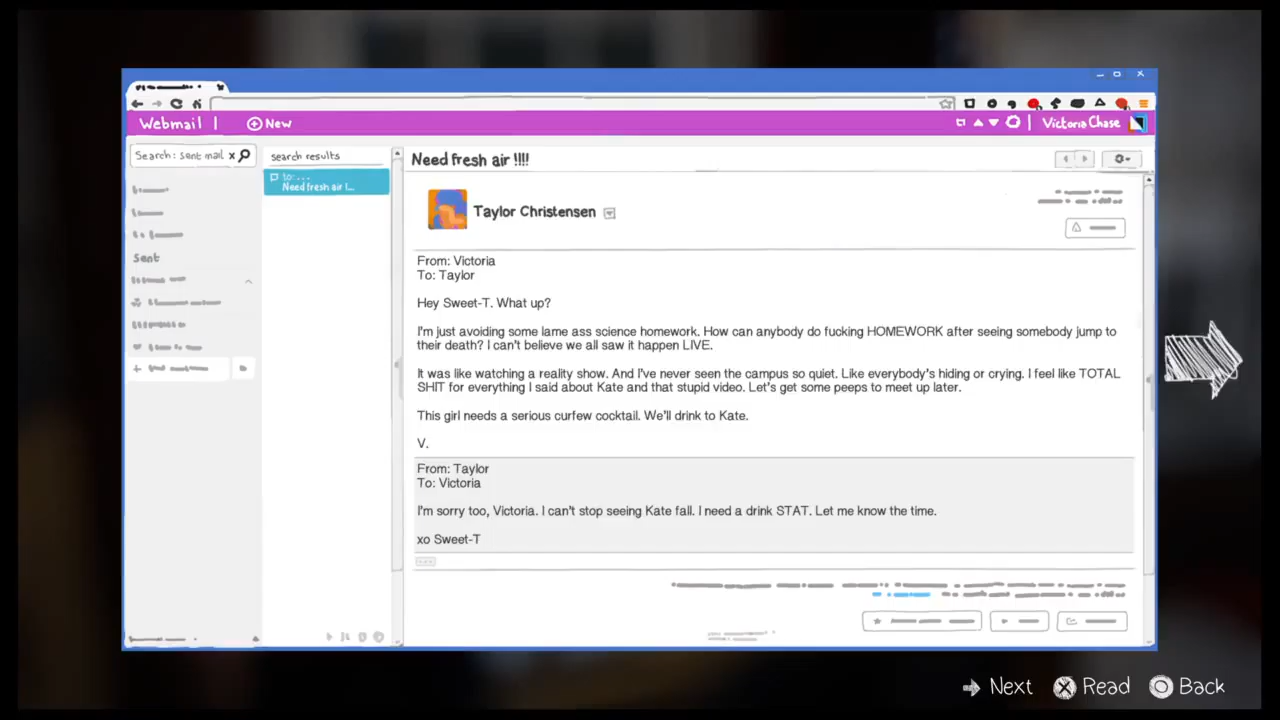 Webmail | New Victoria Chase
Search: sent mail x
search results
Need fresh air !!!!
to:...
Need fresh air !...
Taylor Christensen
Sent
From: Victoria
To: Taylor
Hey Sweet-T. What up?
I'm just avoiding some lame ass science homework. How can anybody do fucking HOMEWORK after seeing somebody jump to
their death? I can't believe we all saw it happen LIVE.
It was like watching a reality show. And I've never seen the campus so quiet. Like everybody's hiding or crying. I feel like TOTAL
SHIT for everything I said about Kate and that stupid video. Let's get some peeps to meet up later.
This girl needs a serious curfew cocktail. We'll drink to Kate.
V.
From: Taylor
To: Victoria
I'm sorry too, Victoria. I can't stop seeing Kate fall. I need a drink STAT. Let me know the time.
xo Sweet-T
Next Read Back